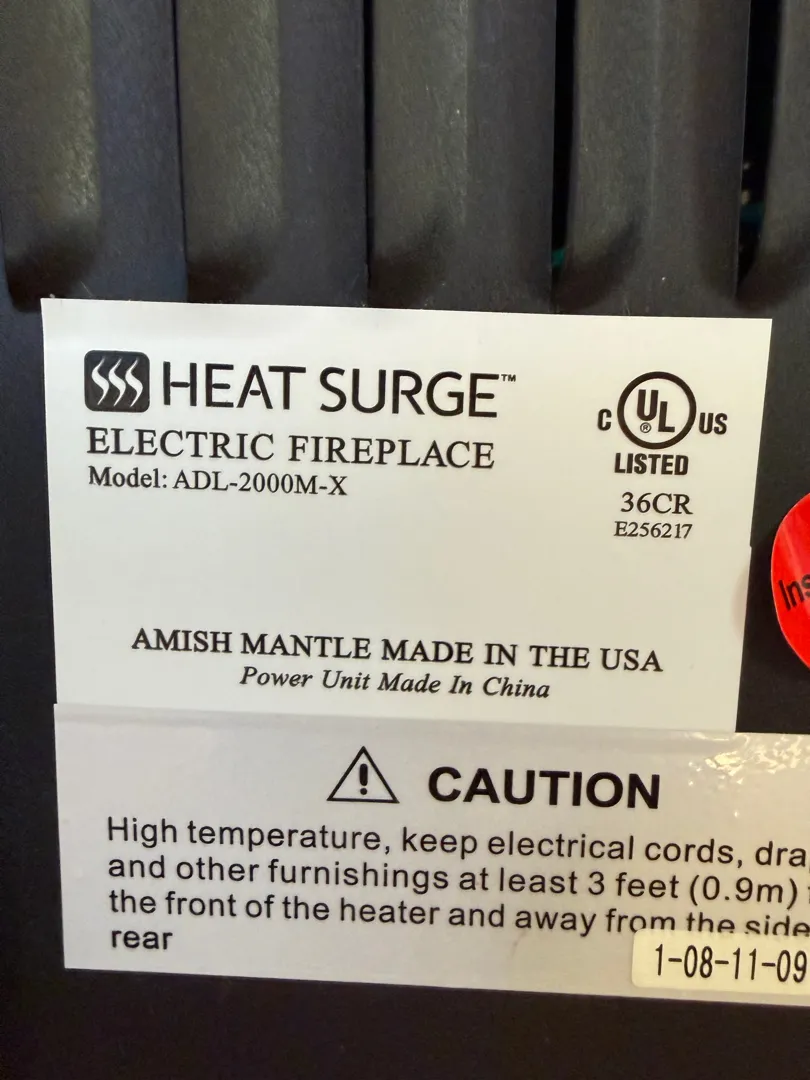 HEAT SURGE™
ELECTRIC FIREPLACE
Model: ADL-2000M-X
C UL® US
LISTED
36CR
E256217
AMISH MANTLE MADE IN THE USA
Power Unit Made In China
CAUTION
High temperature, keep electrical cords,
and other furnishings at least 3 feet (0.9m)
the front of the heater and away from the side
rear
1-08-11-09